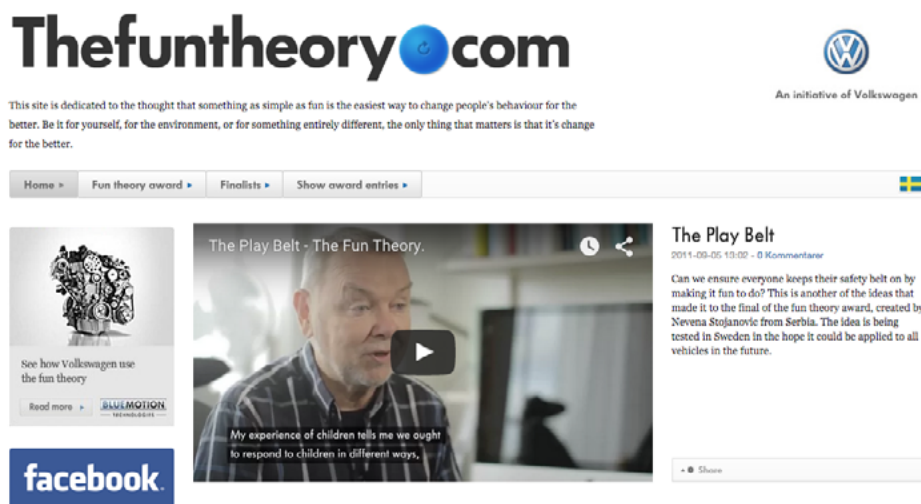 Thefuntheory com
An initiative of Volkswagen
This site is dedicated to the thought that something as simple as fun is the easiest way to change people's behaviour for the
better. Be it for yourself, for the environment, or for something entirely different, the only thing that matters is that it's change
for the better.
Home
Fun theory award
Finalists
Show award entries
See how Volkswagen use
the fun theory
Read more
BLUEMOTION
TECHNOLOGIES
facebook.
The Play Belt - The Fun Theory.
My experience of children tells me we ought
to respond to children in different ways,
The Play Belt
2011-09-05 13:02 - 0 Kommentarer
Can we ensure everyone keeps their safety belt on by
making it fun to do? This is another of the ideas that
made it to the final of the fun theory award, created by
Nevena Stojanovic from Serbia. The idea is being
tested in Sweden in the hope it could be applied to all
vehicles in the future.
Share